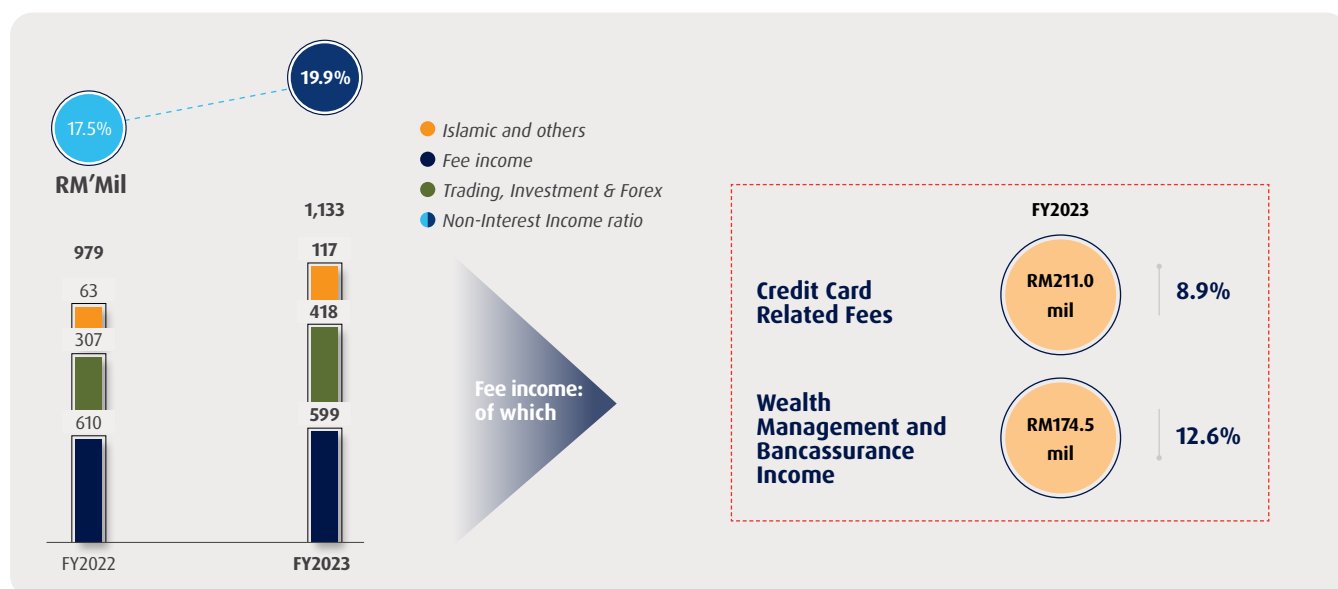 19.9%
17.5%
RM’Mil
Islamic and others
Fee income
Trading, Investment & Forex
Non-Interest Income ratio
979
63
307
610
FY2022
1,133
117
418
599
FY2023
Fee income:
of which
FY2023
Credit Card
Related Fees
RM211.0
mil
8.9%
Wealth
Management and
Bancassurance
Income
RM174.5
mil
12.6%